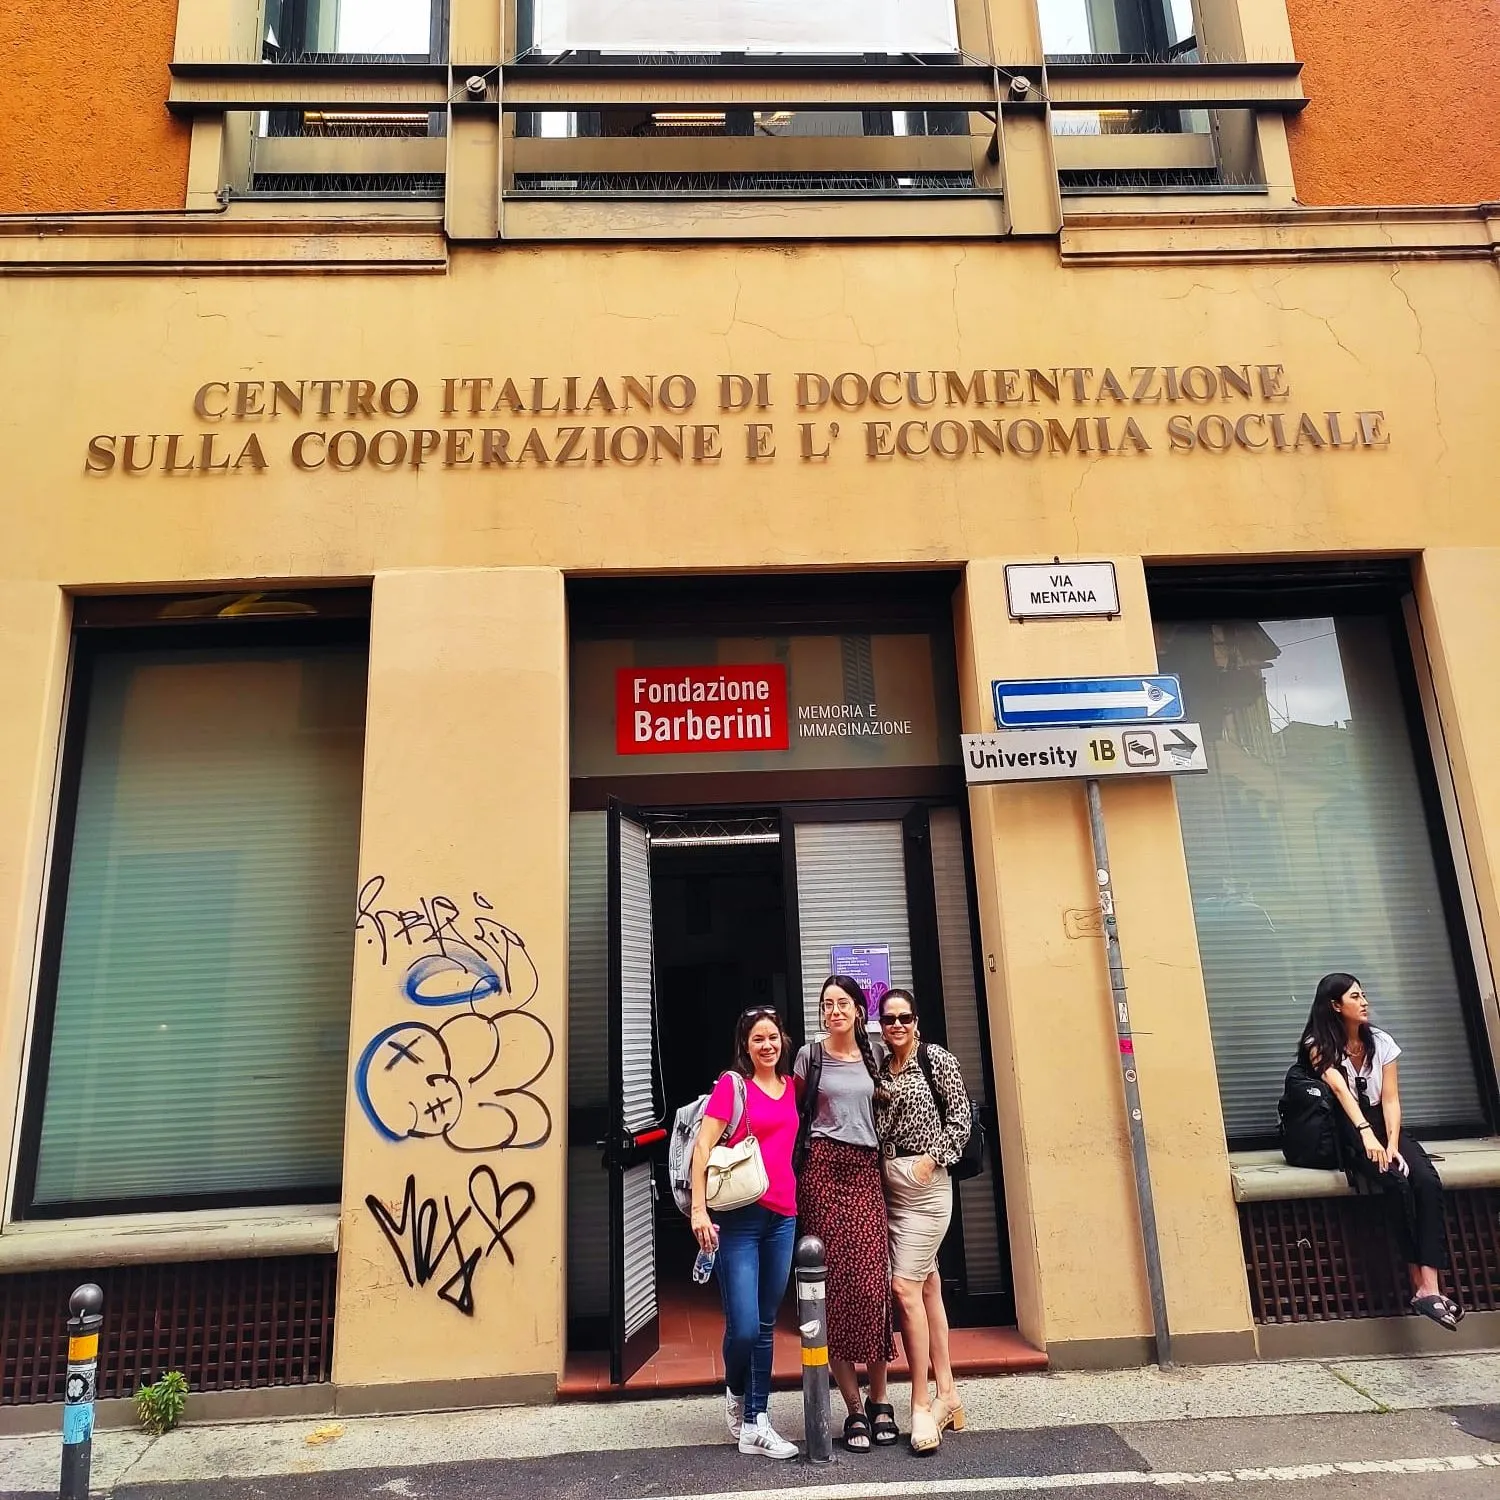 CENTRO ITALIANO DI DOCUMENTAZIONE
SULLA COOPERAZIONE E L' ECONOMIA SOCIALE
VIA
MENTANA
Fondazione
Barberini
MEMORIA E
IMMAGINAZIONE
University 1B